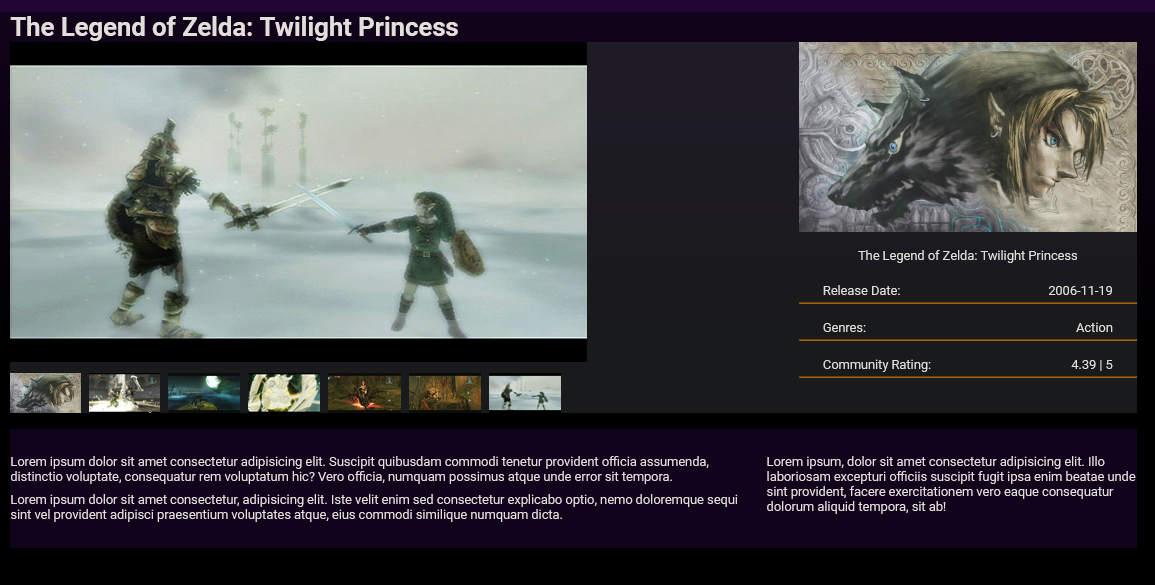 The Legend of Zelda: Twilight Princess
The Legend of Zelda: Twilight Princess
Release Date: 2006-11-19
Genres: Action
Community Rating: 4.39 | 5
Lorem ipsum dolor sit amet consectetur adipisicing elit. Suscipit quibusdam commodi tenetur provident officia assumenda,
distinctio voluptate, consequatur rem voluptatum hic? Vero officia, numquam possimus atque unde error sit tempora.
Lorem ipsum dolor sit amet consectetur, adipisicing elit. Iste velit enim sed consectetur explicabo optio, nemo doloremque sequi
sint vel provident adipisci praesentium voluptates atque, eius commodi similique numquam dicta.
Lorem ipsum, dolor sit amet consectetur adipisicing elit. Illo
laboriosam excepturi officiis suscipit fugit ipsa enim beatae unde
sint provident, facere exercitationem vero eaque consequatur
dolorum aliquid tempora, sit ab!